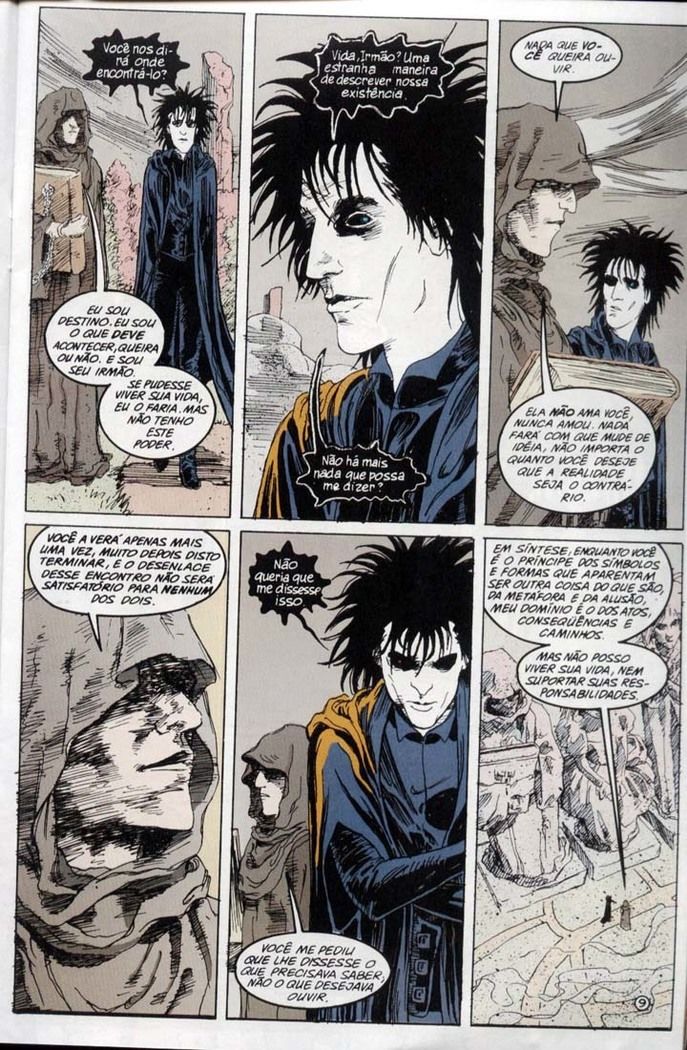 Você nos di-
rá onde
encontrá-lo?
EU SOU
DESTINO. EU SOU
O QUE DEVE
ACONTECER, QUEIRA
OU NÃO. E SOU
SEU IRMÃO.
SE PUDESSE
VIVER SUA VIDA,
EU O FARIA. MAS
NÃO TENHO
ESTE
PODER.
Vida, Irmão? Uma
estranha maneira
de descrever nossa
existência.
Não há mais
nada que possa
me dizer?
NADA QUE VO-
CÊ QUEIRA OU-
VIR.
ELA NÃO AMA VOCÊ,
NUNCA AMOU. NADA
FARÁ COM QUE MUDE DE
IDÉIA, NÃO IMPORTA O
QUANTO VOCÊ DESEJE
QUE A REALIDADE
SEJA O CONTRÁ-
RIO.
VOCÊ A VERÁ APENAS MAIS
UMA VEZ, MUITO DEPOIS DISTO
TERMINAR, E O DESENLACE
DESSE ENCONTRO NÃO SERÁ
SATISFATÓRIO PARA NENHUM
DOS DOIS.
Não
queria que
me dissesse
isso.
VOCÊ ME PEDIU
QUE LHE DISSESSE O
QUE PRECISAVA SABER,
NÃO O QUE DESEJAVA
OUVIR.
EM SÍNTESE, ENQUANTO VOCÊ
É O PRÍNCIPE DOS SÍMBOLOS
E FORMAS QUE APARENTAM
SER OUTRA COISA DO QUE SÃO,
DA METÁFORA E DA ALUSÃO,
MEU DOMÍNIO É O DOS ATOS,
CONSEQÜÊNCIAS E
CAMINHOS.
MAS NÃO POSSO
VIVER SUA VIDA, NEM
SUPORTAR SUAS RES-
PONSABILIDADES.
9